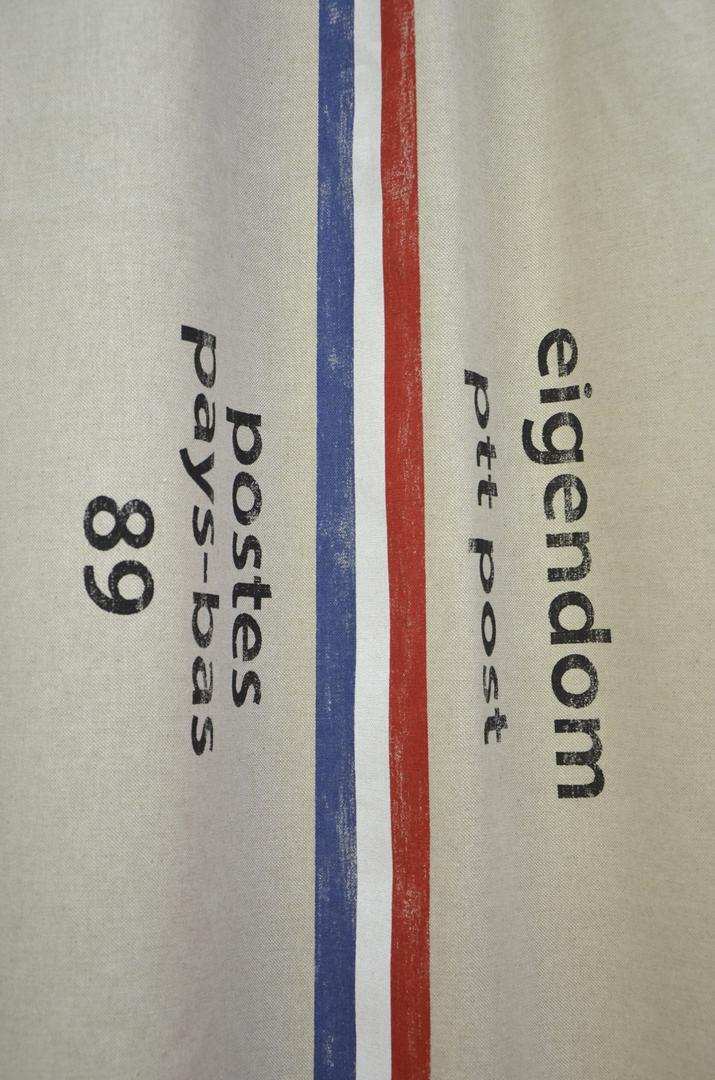 eigendom
ptt post
postes
pays-bas
89